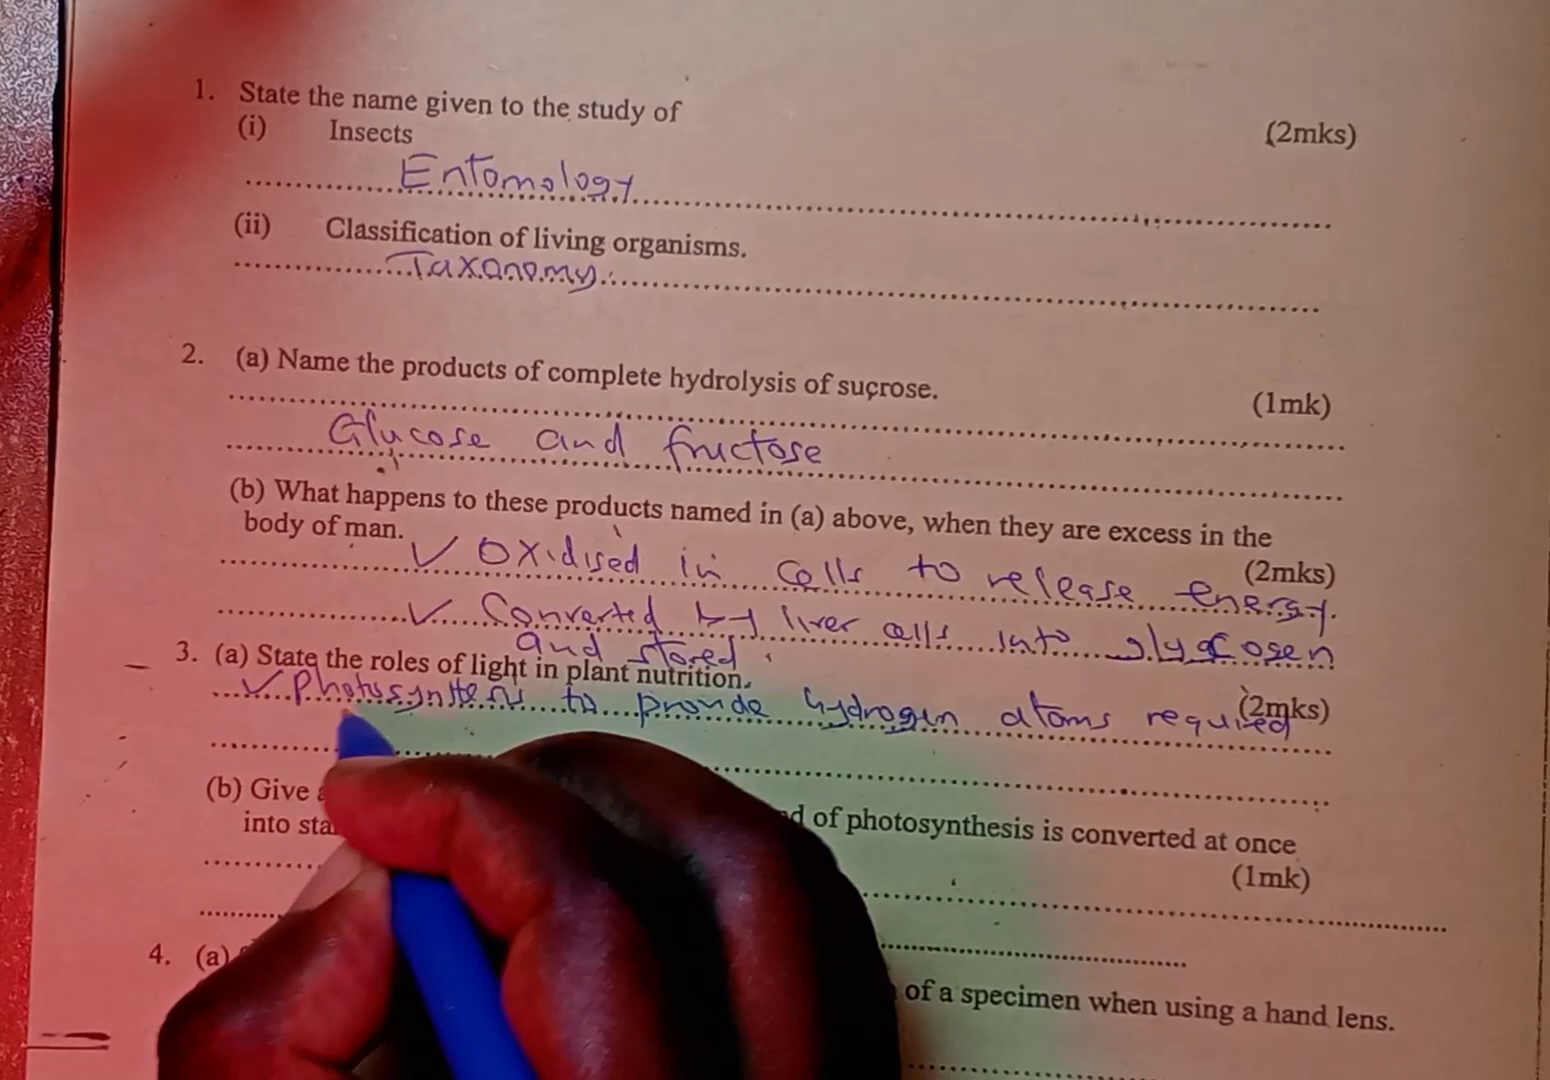 1. State the name given to the study of
(i) Insects (2mks)
Entomology
(ii) Classification of living organisms.
Taxonomy
2. (a) Name the products of complete hydrolysis of sucrose. (1mk)
Glucose and fructose
(b) What happens to these products named in (a) above, when they are excess in the
body of man. (2mks)
✓ Oxidised in cells to release energy.
✓ Converted by liver cells into glycogen
and stored.
3. (a) State the roles of light in plant nutrition. (2mks)
✓ to provide hydrogen atoms required
(b) Give d of photosynthesis is converted at once
into (1mk)
4. (a) of a specimen when using a hand lens.